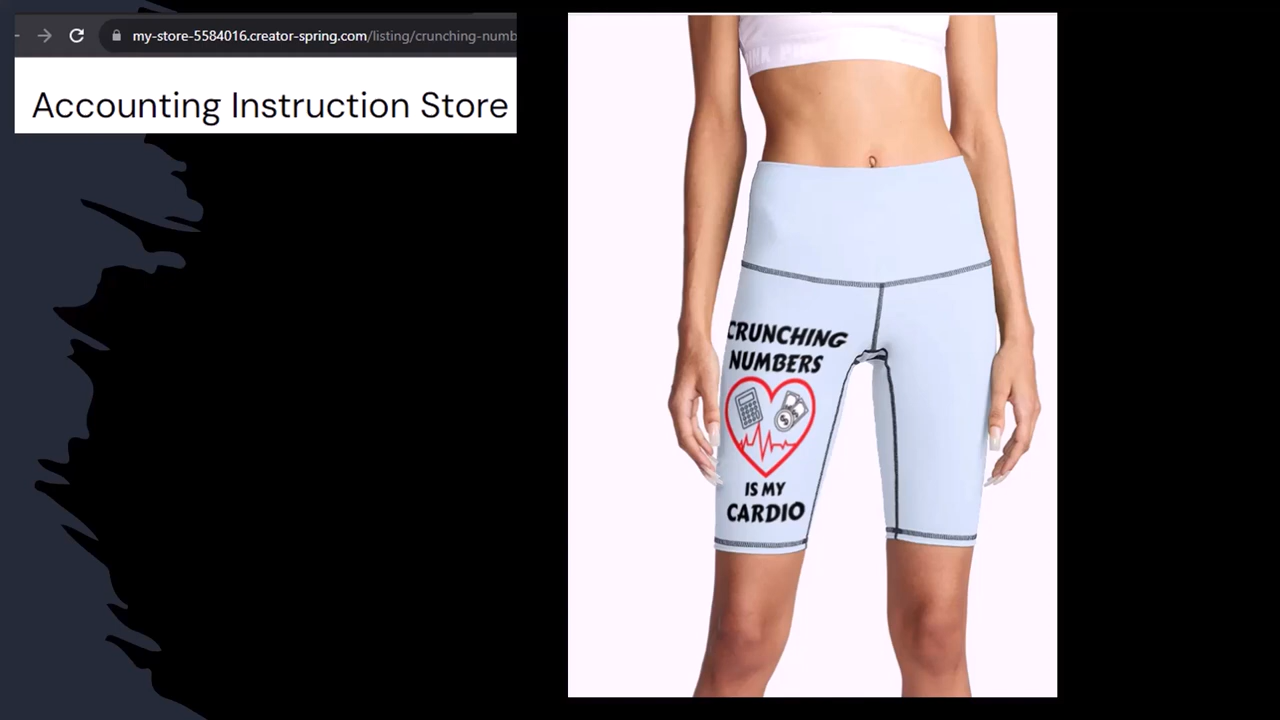 my-store-5584016.creator-spring.com/listing/crunching-numb
Accounting Instruction Store
CRUNCHING
NUMBERS
$
IS MY
CARDIO